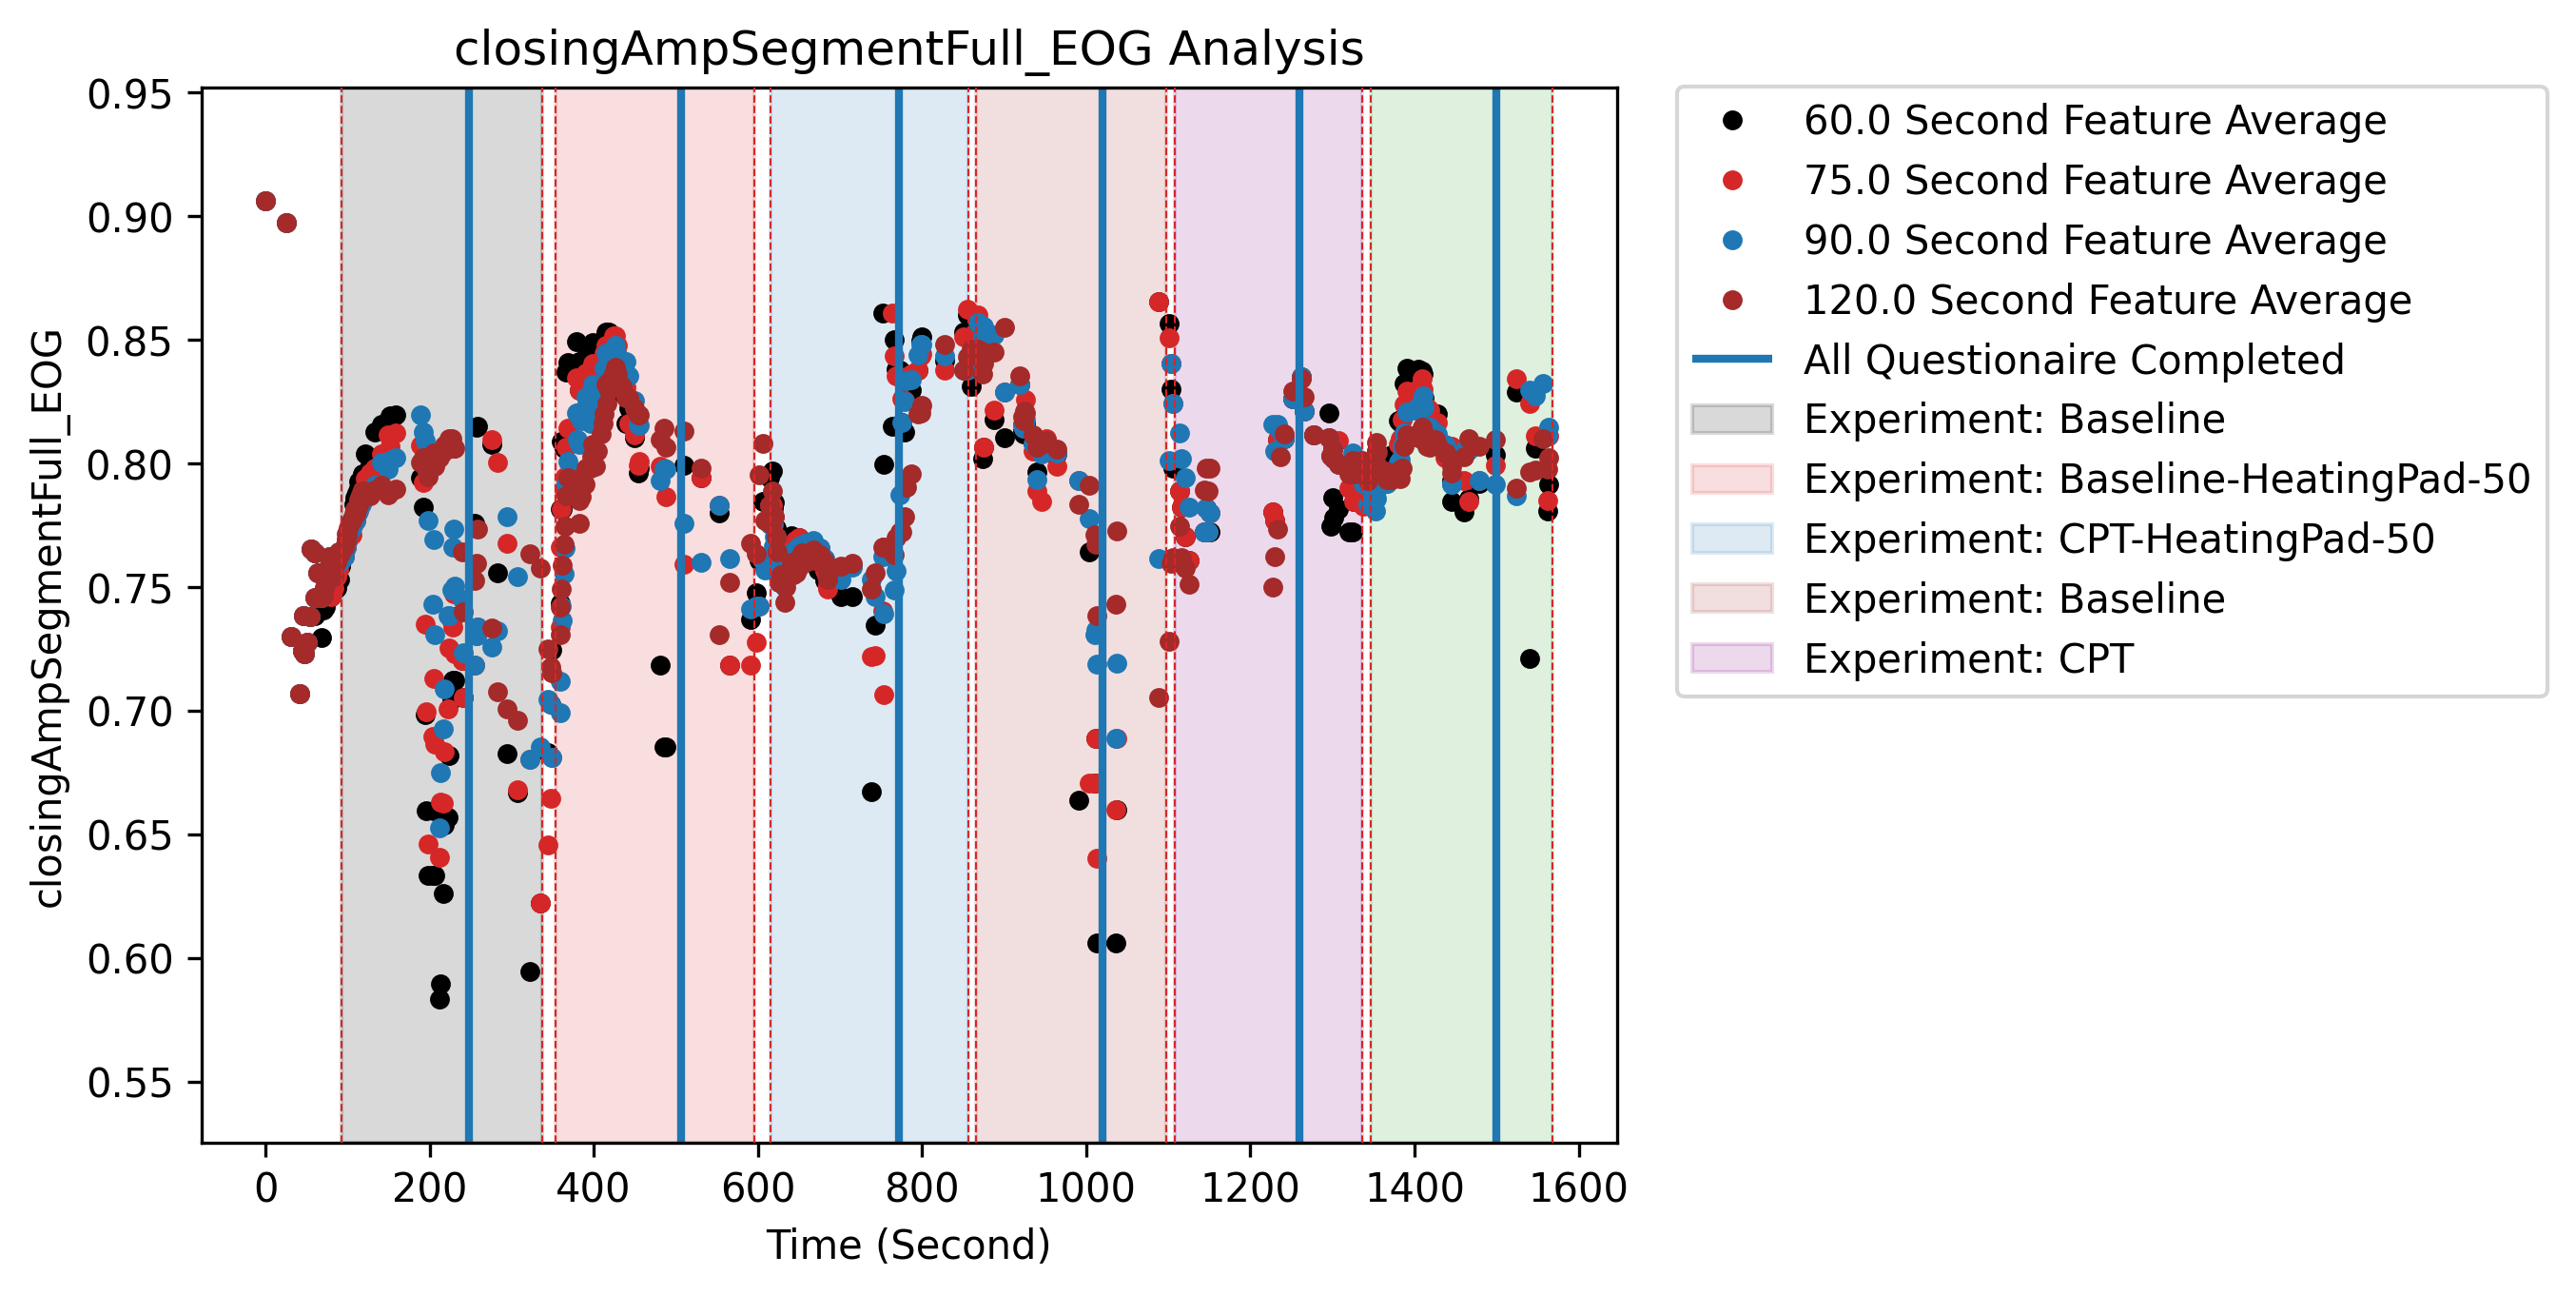 closingAmpSegmentFull_EOG Analysis
closingAmpSegmentFull_EOG
0.95
0.90
0.85
0.80
0.75
0.70
0.65
0.60
0.55
0 200 400 600 800 1000 1200 1400 1600
Time (Second)
60.0 Second Feature Average
75.0 Second Feature Average
90.0 Second Feature Average
120.0 Second Feature Average
All Questionaire Completed
Experiment: Baseline
Experiment: Baseline-HeatingPad-50
Experiment: CPT-HeatingPad-50
Experiment: Baseline
Experiment: CPT